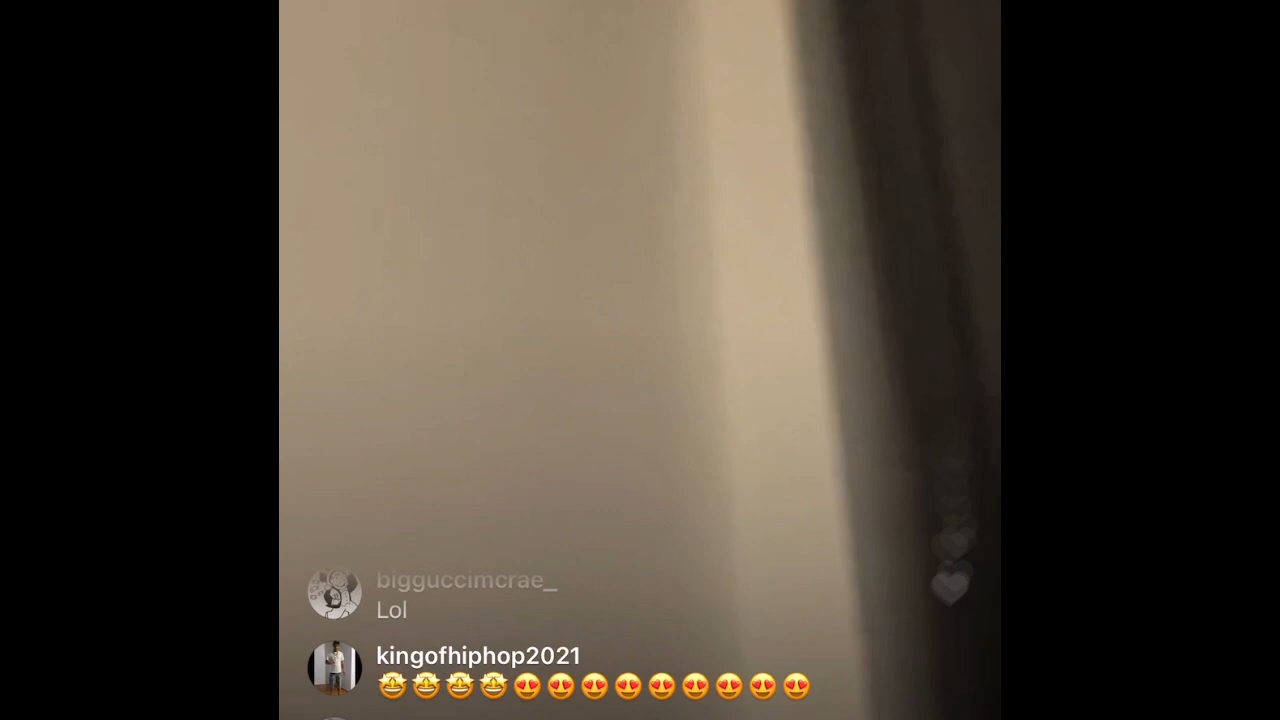 bigguccimcrae_
Lol
kingofhiphop2021
🤩🤩🤩🤩😍😍😍😍😍😍😍😍😍